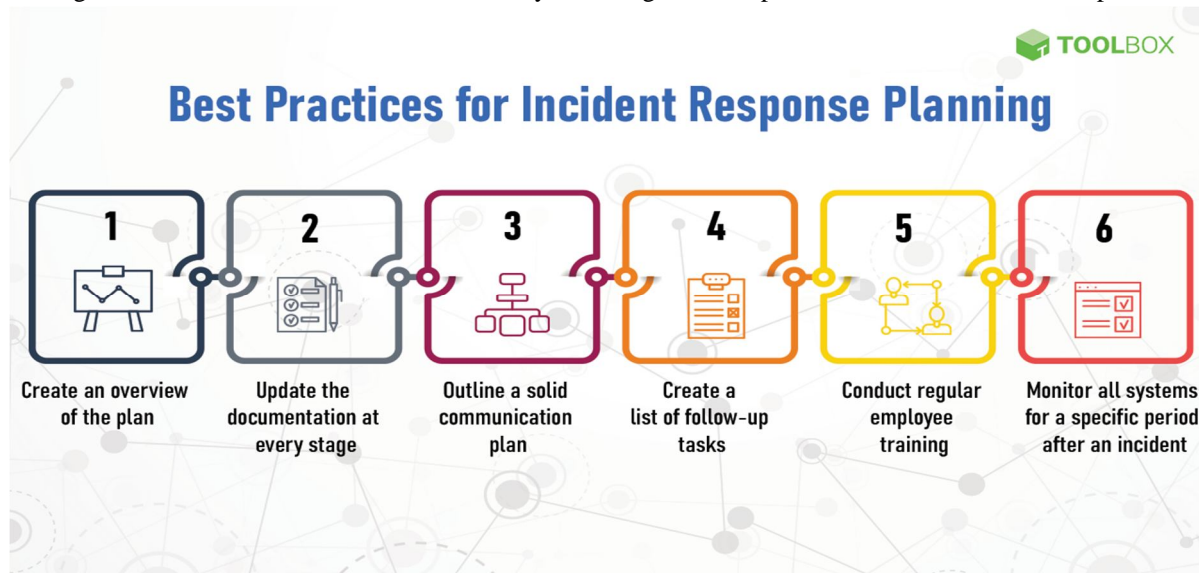 TOOLBOX
Best Practices for Incident Response Planning
1
2
3
4
5
6
Create an overview
of the plan
Update the
documentation at
every stage
Outline a solid
communication
plan
Create a
list of follow-up
tasks
Conduct regular
employee
training
Monitor all systems
for a specific period
after an incident